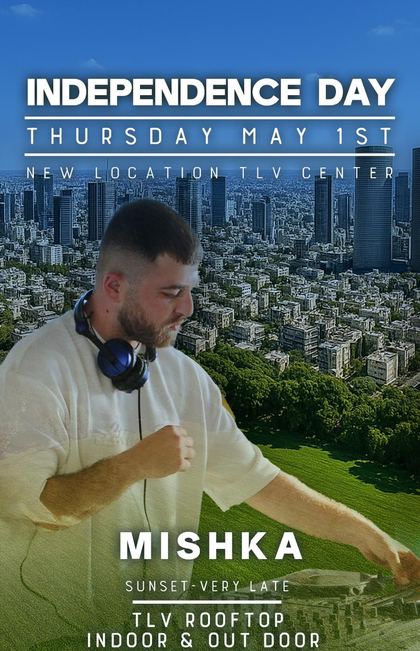 INDEPENDENCE DAY
THURSDAY MAY 1ST
NEW LOCATION TLV CENTER
MISHKA
SUNSET-VERY LATE
TLV ROOFTOP
INDOOR & OUT DOOR